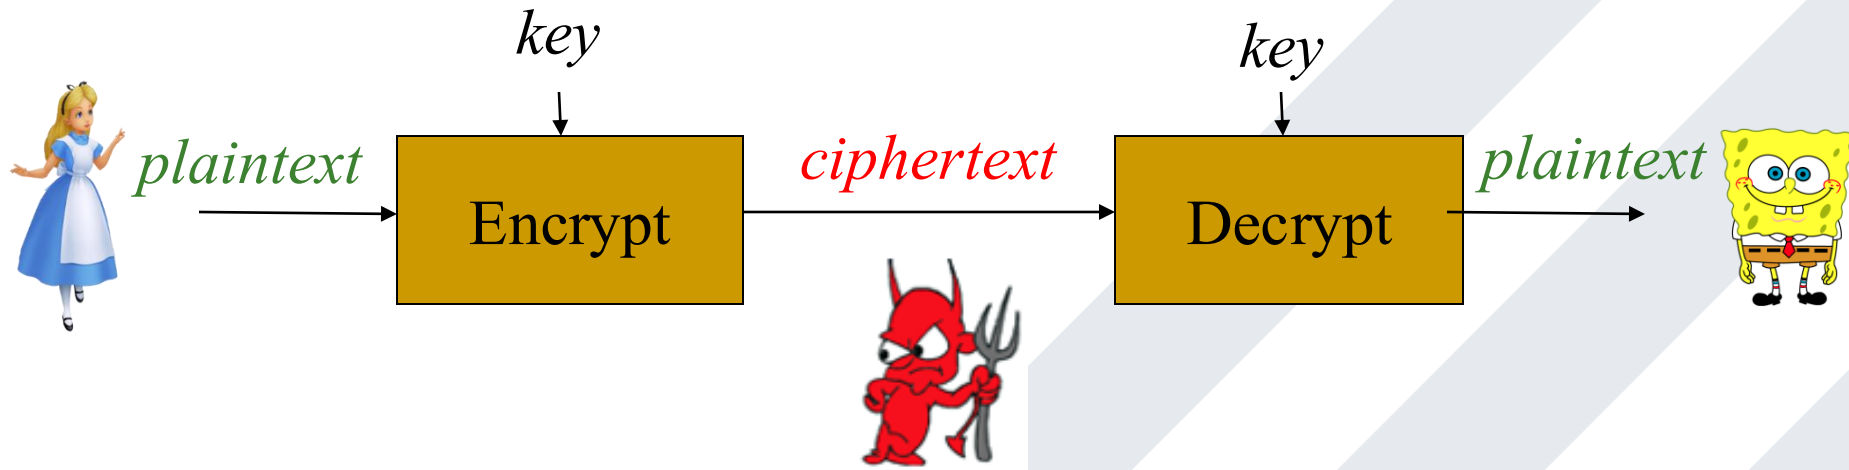 key
key
plaintext
ciphertext
plaintext
Encrypt
Decrypt